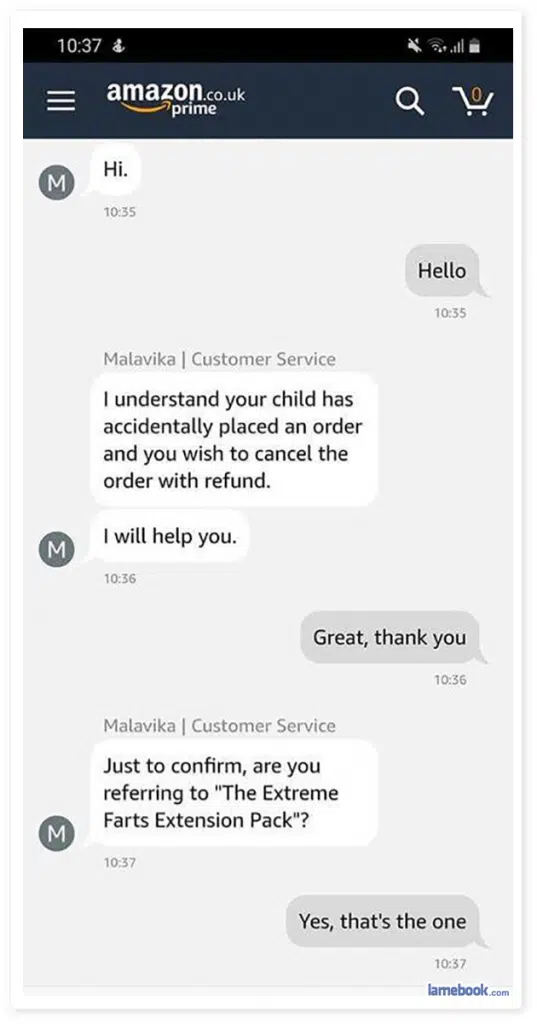 10:37
amazon.co.uk
prime
0
Hi.
M
10:35
Hello
10:35
Malavika | Customer Service
I understand your child has
accidentally placed an order
and you wish to cancel the
order with refund.
I will help you.
M
10:36
Great, thank you
10:36
Malavika | Customer Service
Just to confirm, are you
referring to "The Extreme
Farts Extension Pack"?
M
10:37
Yes, that's the one
10:37
lamebook.com